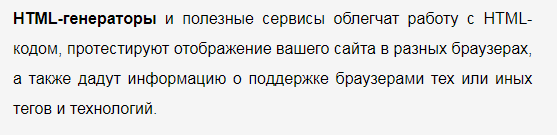 HTML-генераторы и полезные сервисы облегчат работу с HTML-
кодом, протестируют отображение вашего сайта в разных браузерах,
а также дадут информацию о поддержке браузерами тех или иных
тегов и технологий.